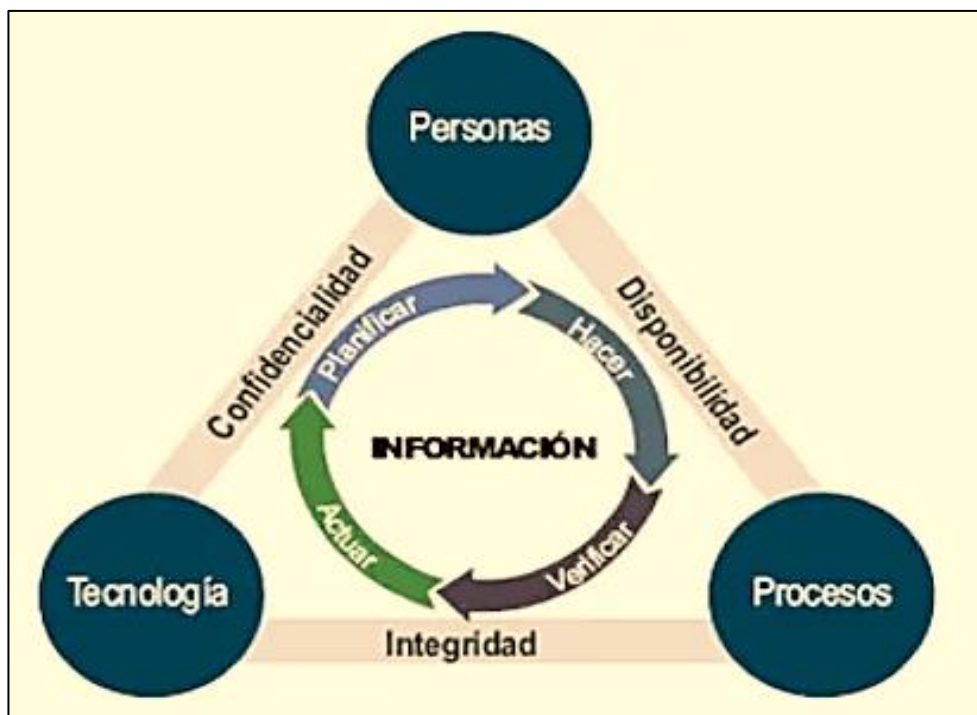 Personas
Confidencialidad
Disponibilidad
Planificar
Hacer
INFORMACIÓN
Actuar
Verificar
Tecnología
Procesos
Integridad